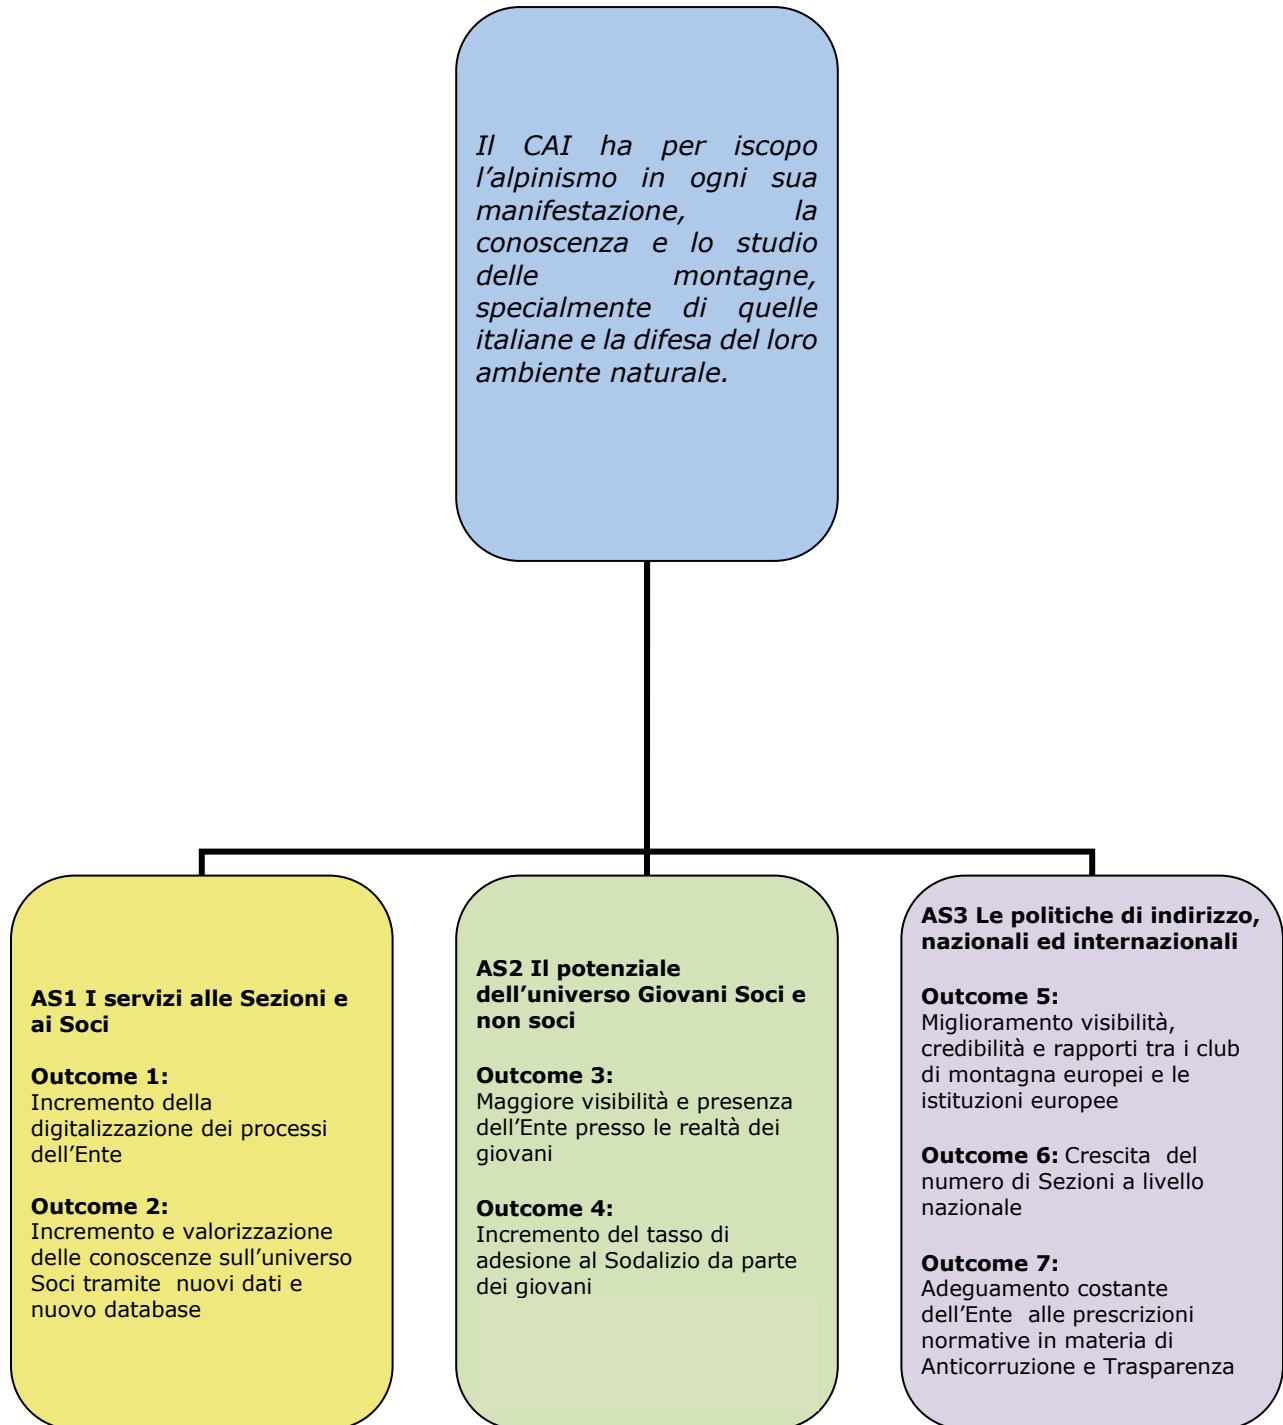 Il CAI ha per iscopo
l’alpinismo in ogni sua
manifestazione, la
conoscenza e lo studio
delle montagne,
specialmente di quelle
italiane e la difesa del loro
ambiente naturale.
AS1 I servizi alle Sezioni e
ai Soci
Outcome 1:
Incremento della
digitalizzazione dei processi
dell’Ente
Outcome 2:
Incremento e valorizzazione
delle conoscenze sull’universo
Soci tramite nuovi dati e
nuovo database
AS2 Il potenziale
dell’universo Giovani Soci e
non soci
Outcome 3:
Maggiore visibilità e presenza
dell’Ente presso le realtà dei
giovani
Outcome 4:
Incremento del tasso di
adesione al Sodalizio da parte
dei giovani
AS3 Le politiche di indirizzo,
nazionali ed internazionali
Outcome 5:
Miglioramento visibilità,
credibilità e rapporti tra i club
di montagna europei e le
istituzioni europee
Outcome 6: Crescita del
numero di Sezioni a livello
nazionale
Outcome 7:
Adeguamento costante
dell’Ente alle prescrizioni
normative in materia di
Anticorruzione e Trasparenza